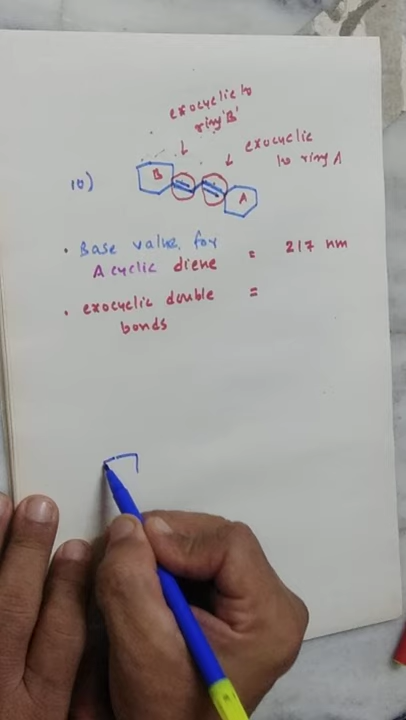 exocyclic to
ring 'B'
exocyclic
to ring A
10)
B
A
• Base value for
Acyclic diene = 217 nm
• exocyclic double =
bonds